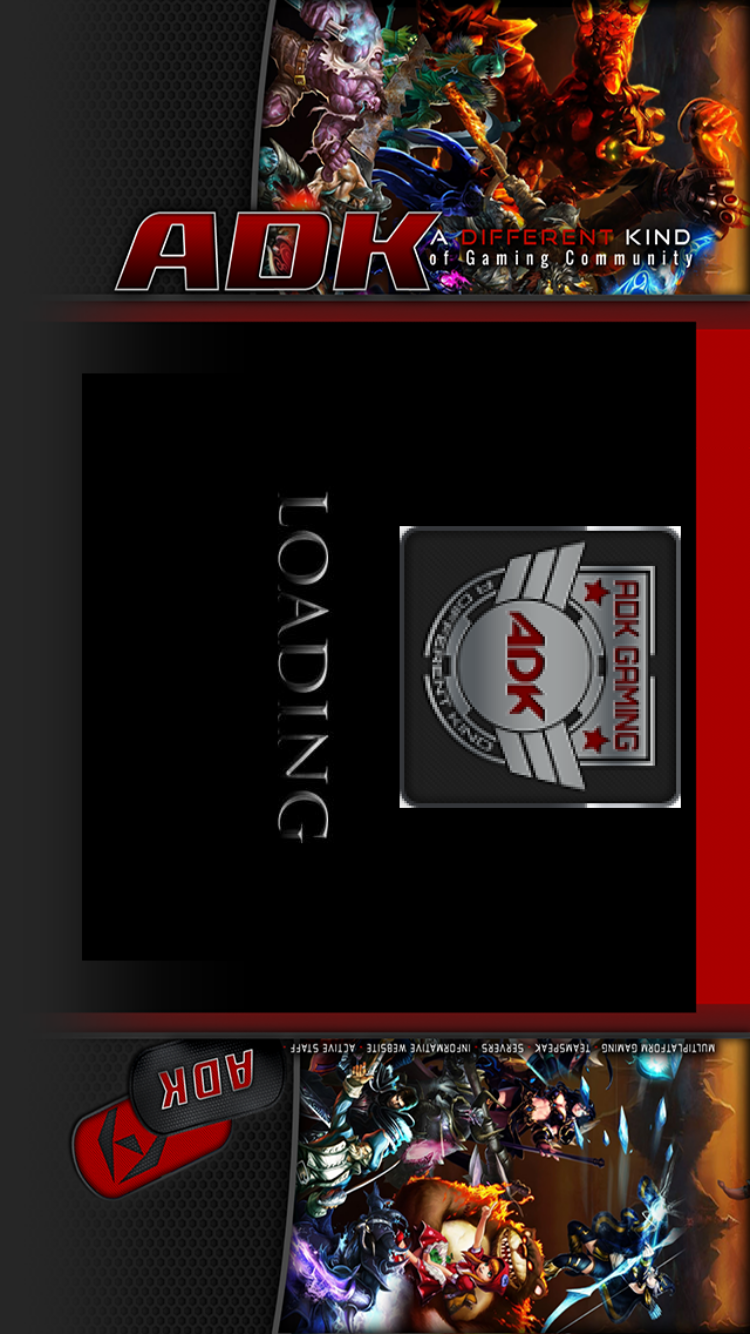 ADK
A DIFFERENT KIND
of Gaming Community
LOADING
ADK GAMING
ADK
A DIFFERENT KIND
MULTIPLATFORM GAMING · TEAMSPEAK · SERVERS · INFORMATIVE WEBSITE · ACTIVE STAFF
ADK